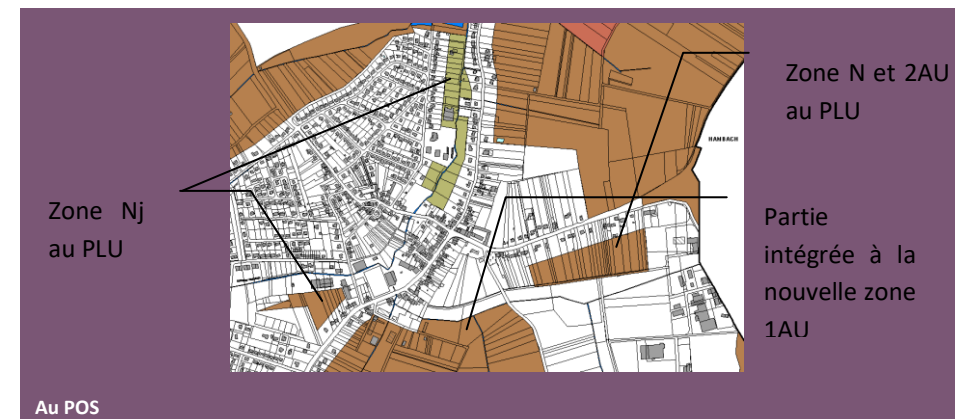 Zone N et 2AU
au PLU
HAMBACH
Zone Nj
au PLU
Partie
intégrée à la
nouvelle zone
1AU
Au POS